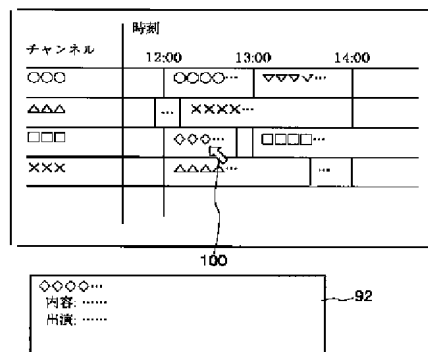 時刻
チャンネル
12:00 13:00 14:00
○○○ ○○○○… ▽▽▽▽…
△△△ … ××××…
□□□ ◇◇◇… □□□□…
××× △△△△… …
100
◇◇◇◇…
92
内容: ……
出演: ……